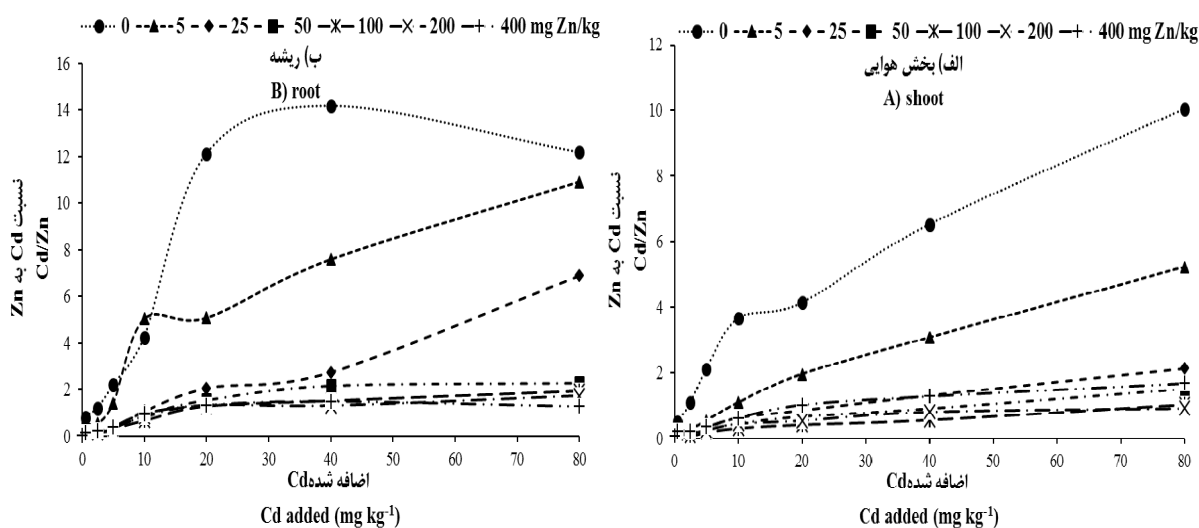 0 5 25 50 100 200 400 mg Zn/kg
ب) ریشه
B) root
16
14
12
10
8
6
4
2
0
نسبت Cd به Zn
Cd/Zn
0 10 20 30 40 50 60 70 80
Cdاضافه شده
Cd added (mg kg⁻¹)
0 5 25 50 100 200 400 mg Zn/kg
الف) بخش هوایی
A) shoot
12
10
8
6
4
2
0
نسبت Cd به Zn
Cd/Zn
0 10 20 30 40 50 60 70 80
Cdاضافه شده
Cd added (mg kg⁻¹)